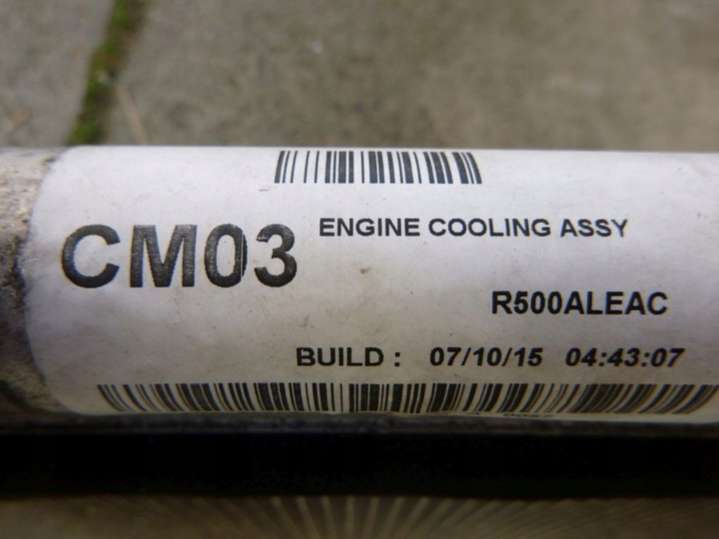 CM03 ENGINE COOLING ASSY
R500ALEAC
BUILD : 07/10/15 04:43:07